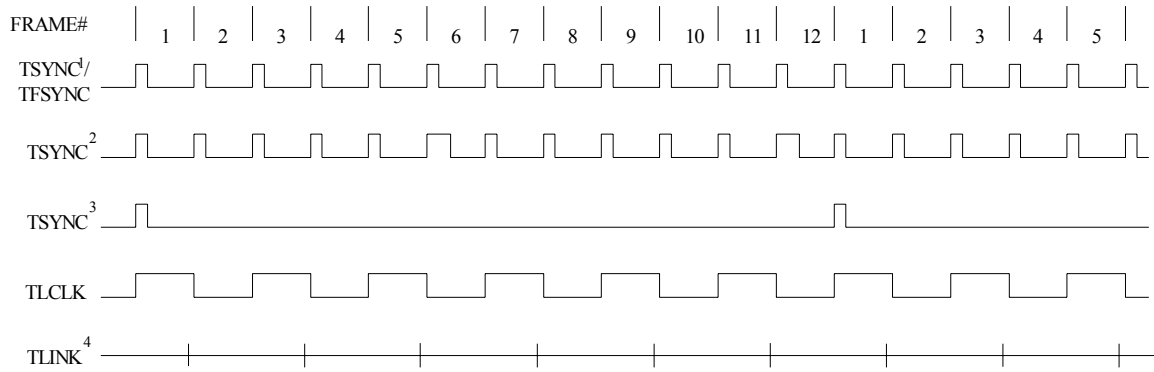 FRAME# 1 2 3 4 5 6 7 8 9 10 11 12 1 2 3 4 5
TSYNC1/
TFSYNC
TSYNC2
TSYNC3
TLCLK
TLINK4